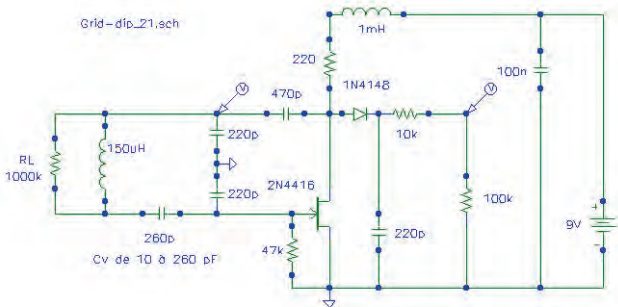 Grid-dip_21.sch
1mH
220
1N4148
100n
470p
10k
150µH
220p
RL
1000k
220p
2N4416
100k
260p
47k
220p
9V
+
-
Cv de 10 à 260 pF
V
V